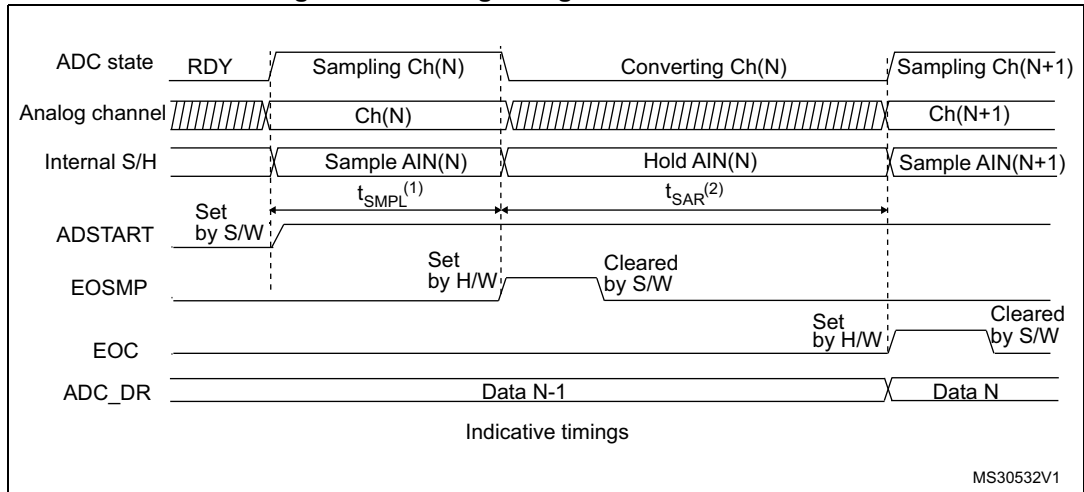 ADC state RDY Sampling Ch(N) Converting Ch(N) Sampling Ch(N+1)
Analog channel Ch(N) Ch(N+1)
Internal S/H Sample AIN(N) Hold AIN(N) Sample AIN(N+1)
tSMPL(1) tSAR(2)
Set
by S/W
ADSTART
Set
by H/W
Cleared
by S/W
EOSMP
Set
by H/W
Cleared
by S/W
EOC
ADC_DR Data N-1 Data N
Indicative timings
MS30532V1